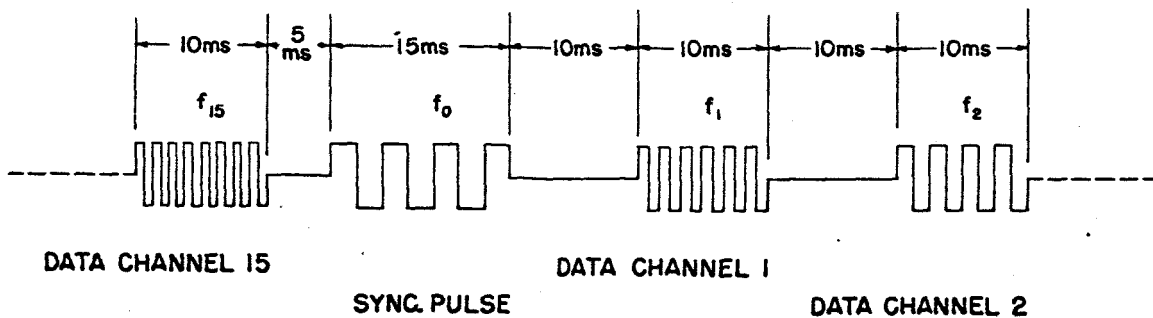 10ms 5 ms 15ms 10ms 10ms 10ms 10ms
f15 f0 f1 f2
DATA CHANNEL 15
DATA CHANNEL 1
SYNC. PULSE
DATA CHANNEL 2